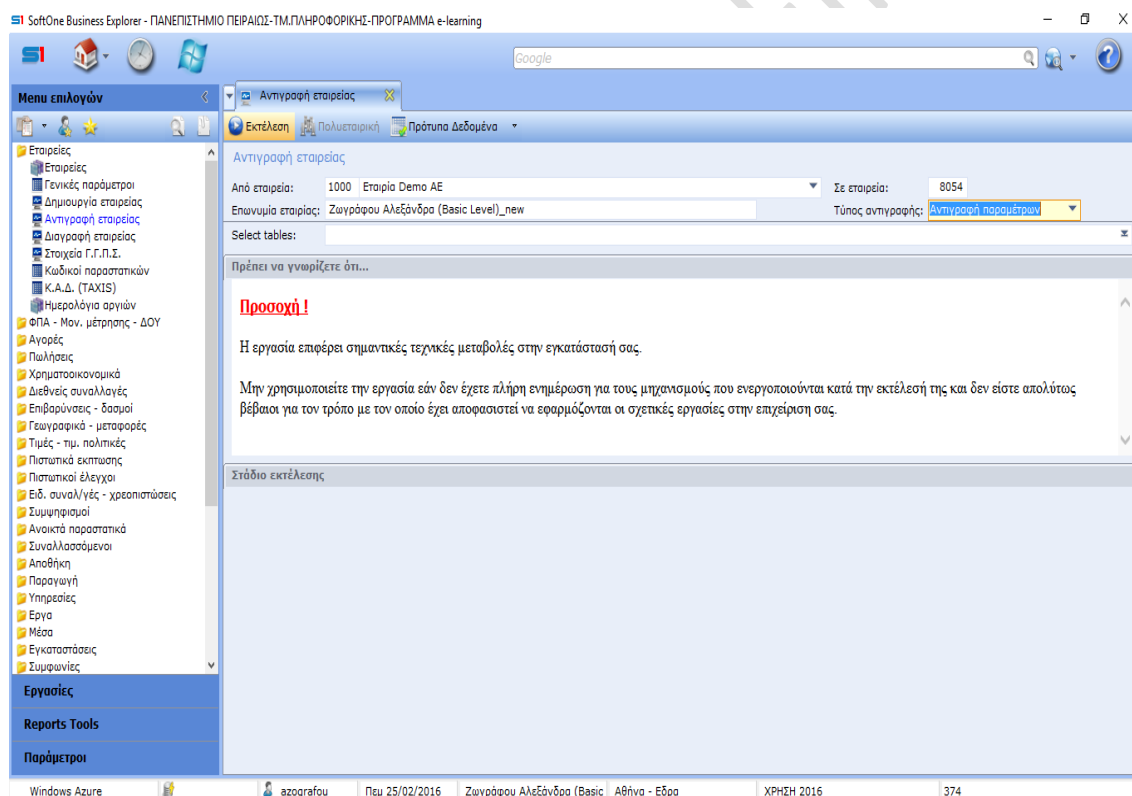 S1 SoftOne Business Explorer - ΠΑΝΕΠΙΣΤΗΜΙΟ ΠΕΙΡΑΙΩΣ-ΤΜ.ΠΛΗΡΟΦΟΡΙΚΗΣ-ΠΡΟΓΡΑΜΜΑ e-learning
S1 Google
Menu επιλογών
Αντιγραφή εταιρείας
Εκτέλεση Πολυεταιρική Πρότυπα Δεδομένα
Εταιρείες
Εταιρείες
Γενικές παράμετροι
Δημιουργία εταιρείας
Αντιγραφή εταιρείας
Διαγραφή εταιρείας
Στοιχεία Γ.Γ.Π.Σ.
Κωδικοί παραστατικών
Κ.Α.Δ. (TAXIS)
Ημερολόγια αργιών
ΦΠΑ - Μον. μέτρησης - ΔΟΥ
Αγορές
Πωλήσεις
Χρηματοοικονομικά
Διεθνείς συναλλαγές
Επιβαρύνσεις - δασμοί
Γεωγραφικά - μεταφορές
Τιμές - τιμ. πολιτικές
Πιστωτικά εκπτωσης
Πιστωτικοί έλεγχοι
Ειδ. συναλ/γές - χρεοπιστώσεις
Συμψηφισμοί
Ανοικτά παραστατικά
Συναλλασσόμενοι
Αποθήκη
Παραγωγή
Υπηρεσίες
Εργα
Μέσα
Εγκαταστάσεις
Συμφωνίες
Εργασίες
Reports Tools
Παράμετροι
Αντιγραφή εταιρείας
Από εταιρεία: 1000 Εταιρία Demo ΑΕ Σε εταιρεία: 8054
Επωνυμία εταιρίας: Ζωγράφου Αλεξάνδρα (Basic Level)_new Τύπος αντιγραφής: Αντιγραφή παραμέτρων
Select tables:
Πρέπει να γνωρίζετε ότι...
Προσοχή !
Η εργασία επιφέρει σημαντικές τεχνικές μεταβολές στην εγκατάστασή σας.
Μην χρησιμοποιείτε την εργασία εάν δεν έχετε πλήρη ενημέρωση για τους μηχανισμούς που ενεργοποιούνται κατά την εκτέλεσή της και δεν είστε απολύτως
βέβαιοι για τον τρόπο με τον οποίο έχει αποφασιστεί να εφαρμόζονται οι σχετικές εργασίες στην επιχείριση σας.
Στάδιο εκτέλεσης
Windows Azure azografou Πεμ 25/02/2016 Ζωγράφου Αλεξάνδρα (Basic Αθήνα - Εδρα ΧΡΗΣΗ 2016 374